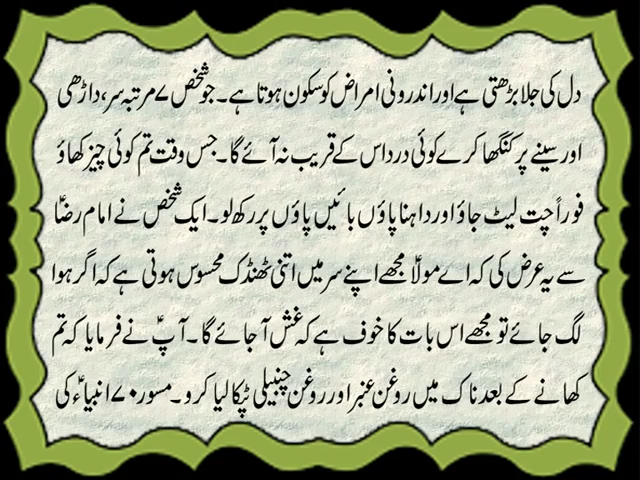 دل کی جلا بڑھتی ہے اور اندرونی امراض کو سکون ہوتا ہے۔ جو شخص ۷ مرتبہ سر، داڑھی
اور سینے پر کنگھا کرے کوئی درد اس کے قریب نہ آئے گا۔ جس وقت تم کوئی چیز کھاؤ
فوراً چت لیٹ جاؤ اور داہنا پاؤں بائیں پاؤں پر رکھ لو۔ ایک شخص نے امام رضاؑ
سے یہ عرض کی کہ اے مولاؑ مجھے اپنے سر میں اتنی ٹھنڈک محسوس ہوتی ہے کہ اگر ہوا
لگ جائے تو مجھے اس بات کا خوف ہے کہ غش آ جائے گا۔ آپؑ نے فرمایا کہ تم
کھانے کے بعد ناک میں روغن عنبر اور روغن چنبیلی ٹپکا لیا کرو۔ مسور ۷۰ انبیاءؑ کی